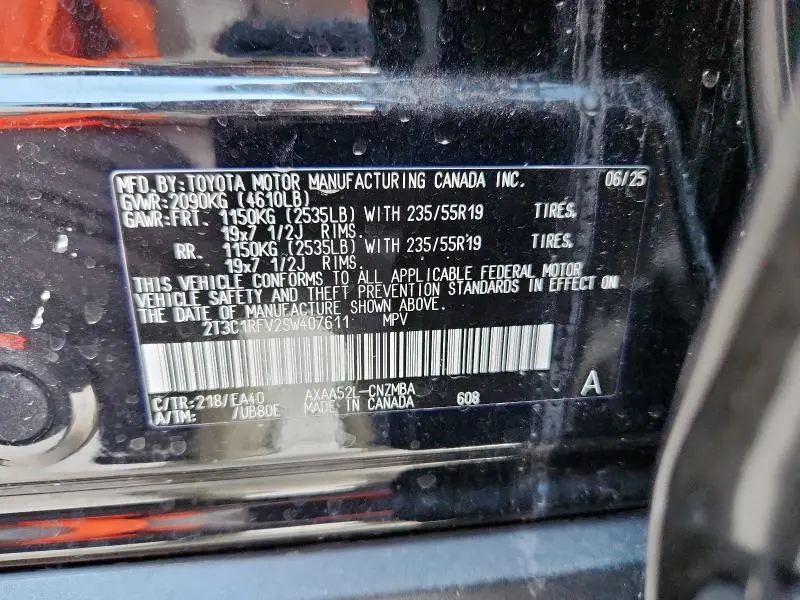 MFD.BY:TOYOTA MOTOR MANUFACTURING CANADA INC. 06/25
GVWR:2090KG (4610LB)
GAWR:FRT. 1150KG (2535LB) WITH 235/55R19 TIRES,
19x7 1/2J RIMS.
RR. 1150KG (2535LB) WITH 235/55R19 TIRES,
19x7 1/2J RIMS.
THIS VEHICLE CONFORMS TO ALL APPLICABLE FEDERAL MOTOR
VEHICLE SAFETY AND THEFT PREVENTION STANDARDS IN EFFECT ON
THE DATE OF MANUFACTURE SHOWN ABOVE.
2T3C1RFV2SW407611 MPV
C/TR:218/EA40 AXAA52L-CNZMBA
A/TM: /UB80E MADE IN CANADA 608 A